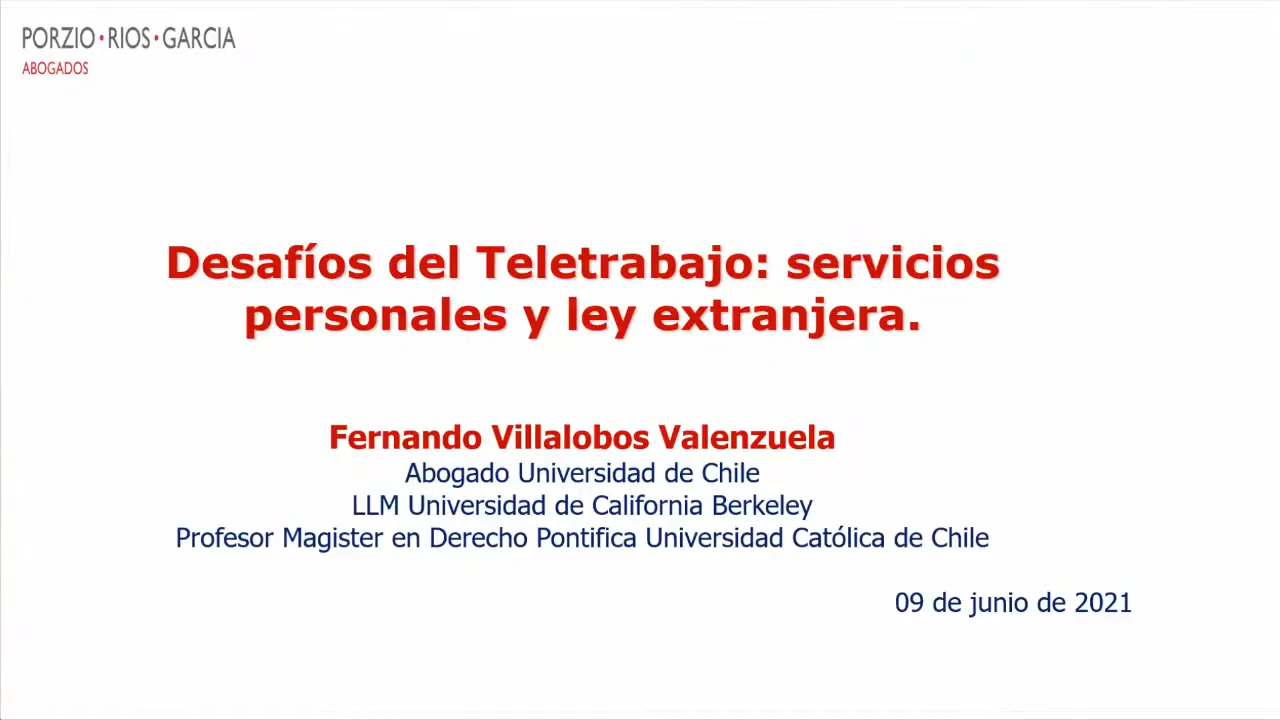 PORZIO•RIOS•GARCIA
ABOGADOS
Desafíos del Teletrabajo: servicios
personales y ley extranjera.
Fernando Villalobos Valenzuela
Abogado Universidad de Chile
LLM Universidad de California Berkeley
Profesor Magister en Derecho Pontifica Universidad Católica de Chile
09 de junio de 2021